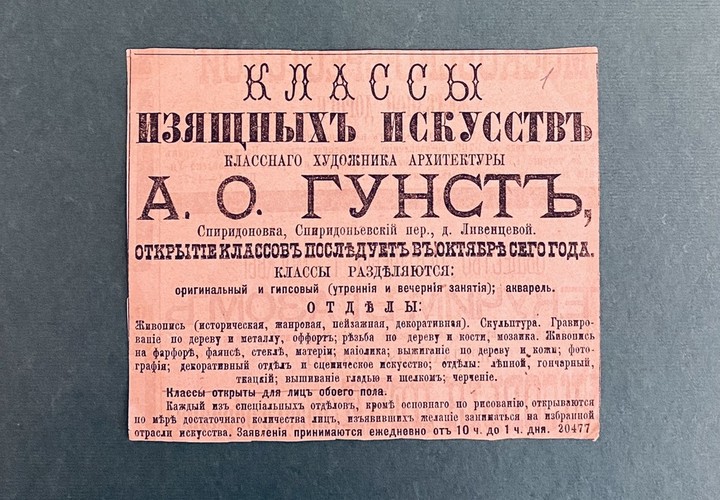 1
КЛАССЫ
ИЗЯЩНЫХЪ ИСКУССТВЪ
КЛАССНАГО ХУДОЖНИКА АРХИТЕКТУРЫ
А. О. ГУНСТЪ,
Спиридоновка, Спиридоньевскій пер., д. Ливенцевой.
ОТКРЫТІЕ КЛАССОВЪ ПОСЛѢДУЕТЪ ВЪ ОКТЯБРѢ СЕГО ГОДА.
КЛАССЫ РАЗДѢЛЯЮТСЯ:
оригинальный и гипсовый (утреннія и вечернія занятія); акварель.
ОТДѢЛЫ:
Живопись (историческая, жанровая, пейзажная, декоративная). Скульптура. Гравиро-
ваніе по дереву и металлу, оффортъ; рѣзьба по дереву и кости, мозаика. Живопись
на фарфорѣ, фаянсѣ, стеклѣ, матеріи; маіолика; выжиганіе по дереву и кожи; фото-
графія; декоративный отдѣлъ и сценическое искусство; отдѣлы: лѣпной, гончарный,
ткацкій; вышиваніе гладью и шелкомъ; черченіе.
Классы открыты для лицъ обоего пола.
Каждый изъ спеціальныхъ отдѣловъ, кромѣ основнаго по рисованію, открываются
по мѣрѣ достаточнаго количества лицъ, изъявившихъ желаніе заниматься на избранной
отрасли искусства. Заявленія принимаются ежедневно отъ 10 ч. до 1 ч. дня. 20477